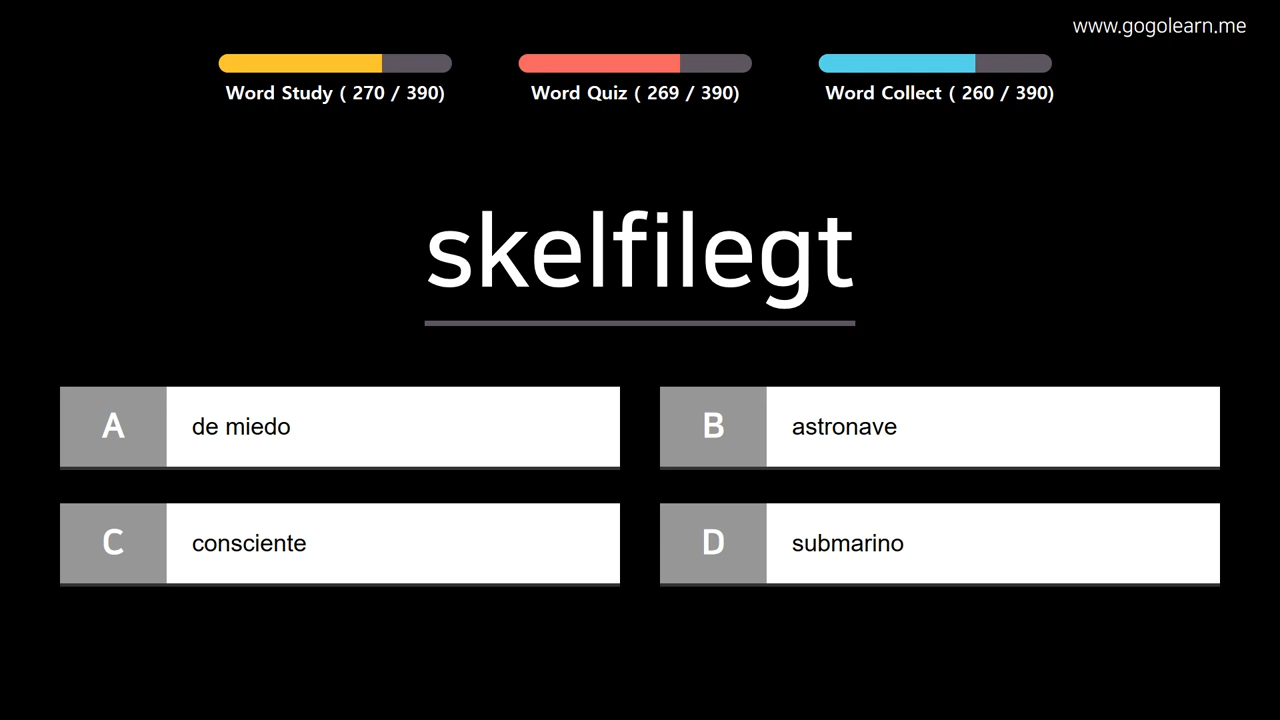 www.gogolearn.me
Word Study ( 270 / 390)
Word Quiz ( 269 / 390)
Word Collect ( 260 / 390)
skelfilegt
A de miedo
B astronave
C consciente
D submarino